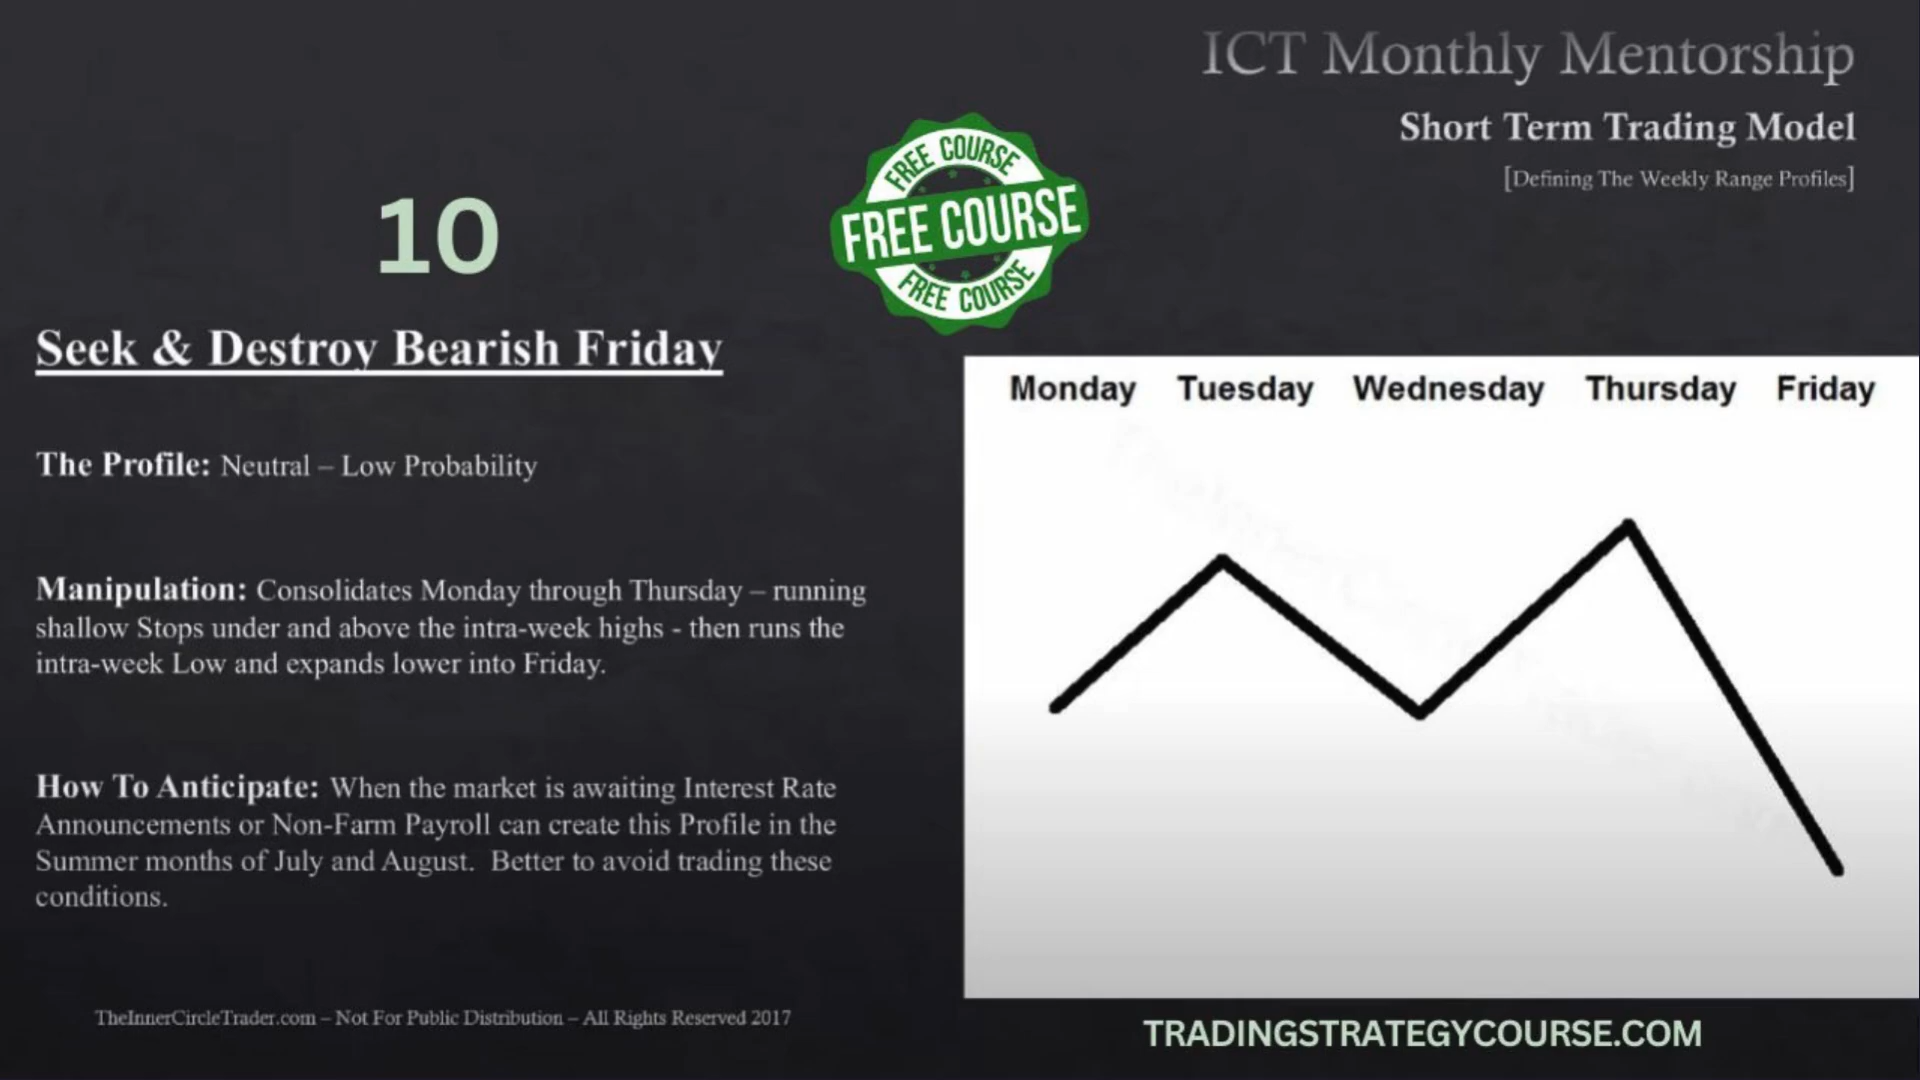 ICT Monthly Mentorship
Short Term Trading Model
[Defining The Weekly Range Profiles]
FREE COURSE
FREE COURSE
FREE COURSE
10
Seek & Destroy Bearish Friday
The Profile: Neutral – Low Probability
Manipulation: Consolidates Monday through Thursday – running
shallow Stops under and above the intra-week highs - then runs the
intra-week Low and expands lower into Friday.
How To Anticipate: When the market is awaiting Interest Rate
Announcements or Non-Farm Payroll can create this Profile in the
Summer months of July and August.  Better to avoid trading these
conditions.
Monday Tuesday Wednesday Thursday Friday
TheInnerCircleTrader.com – Not For Public Distribution – All Rights Reserved 2017
TRADINGSTRATEGYCOURSE.COM